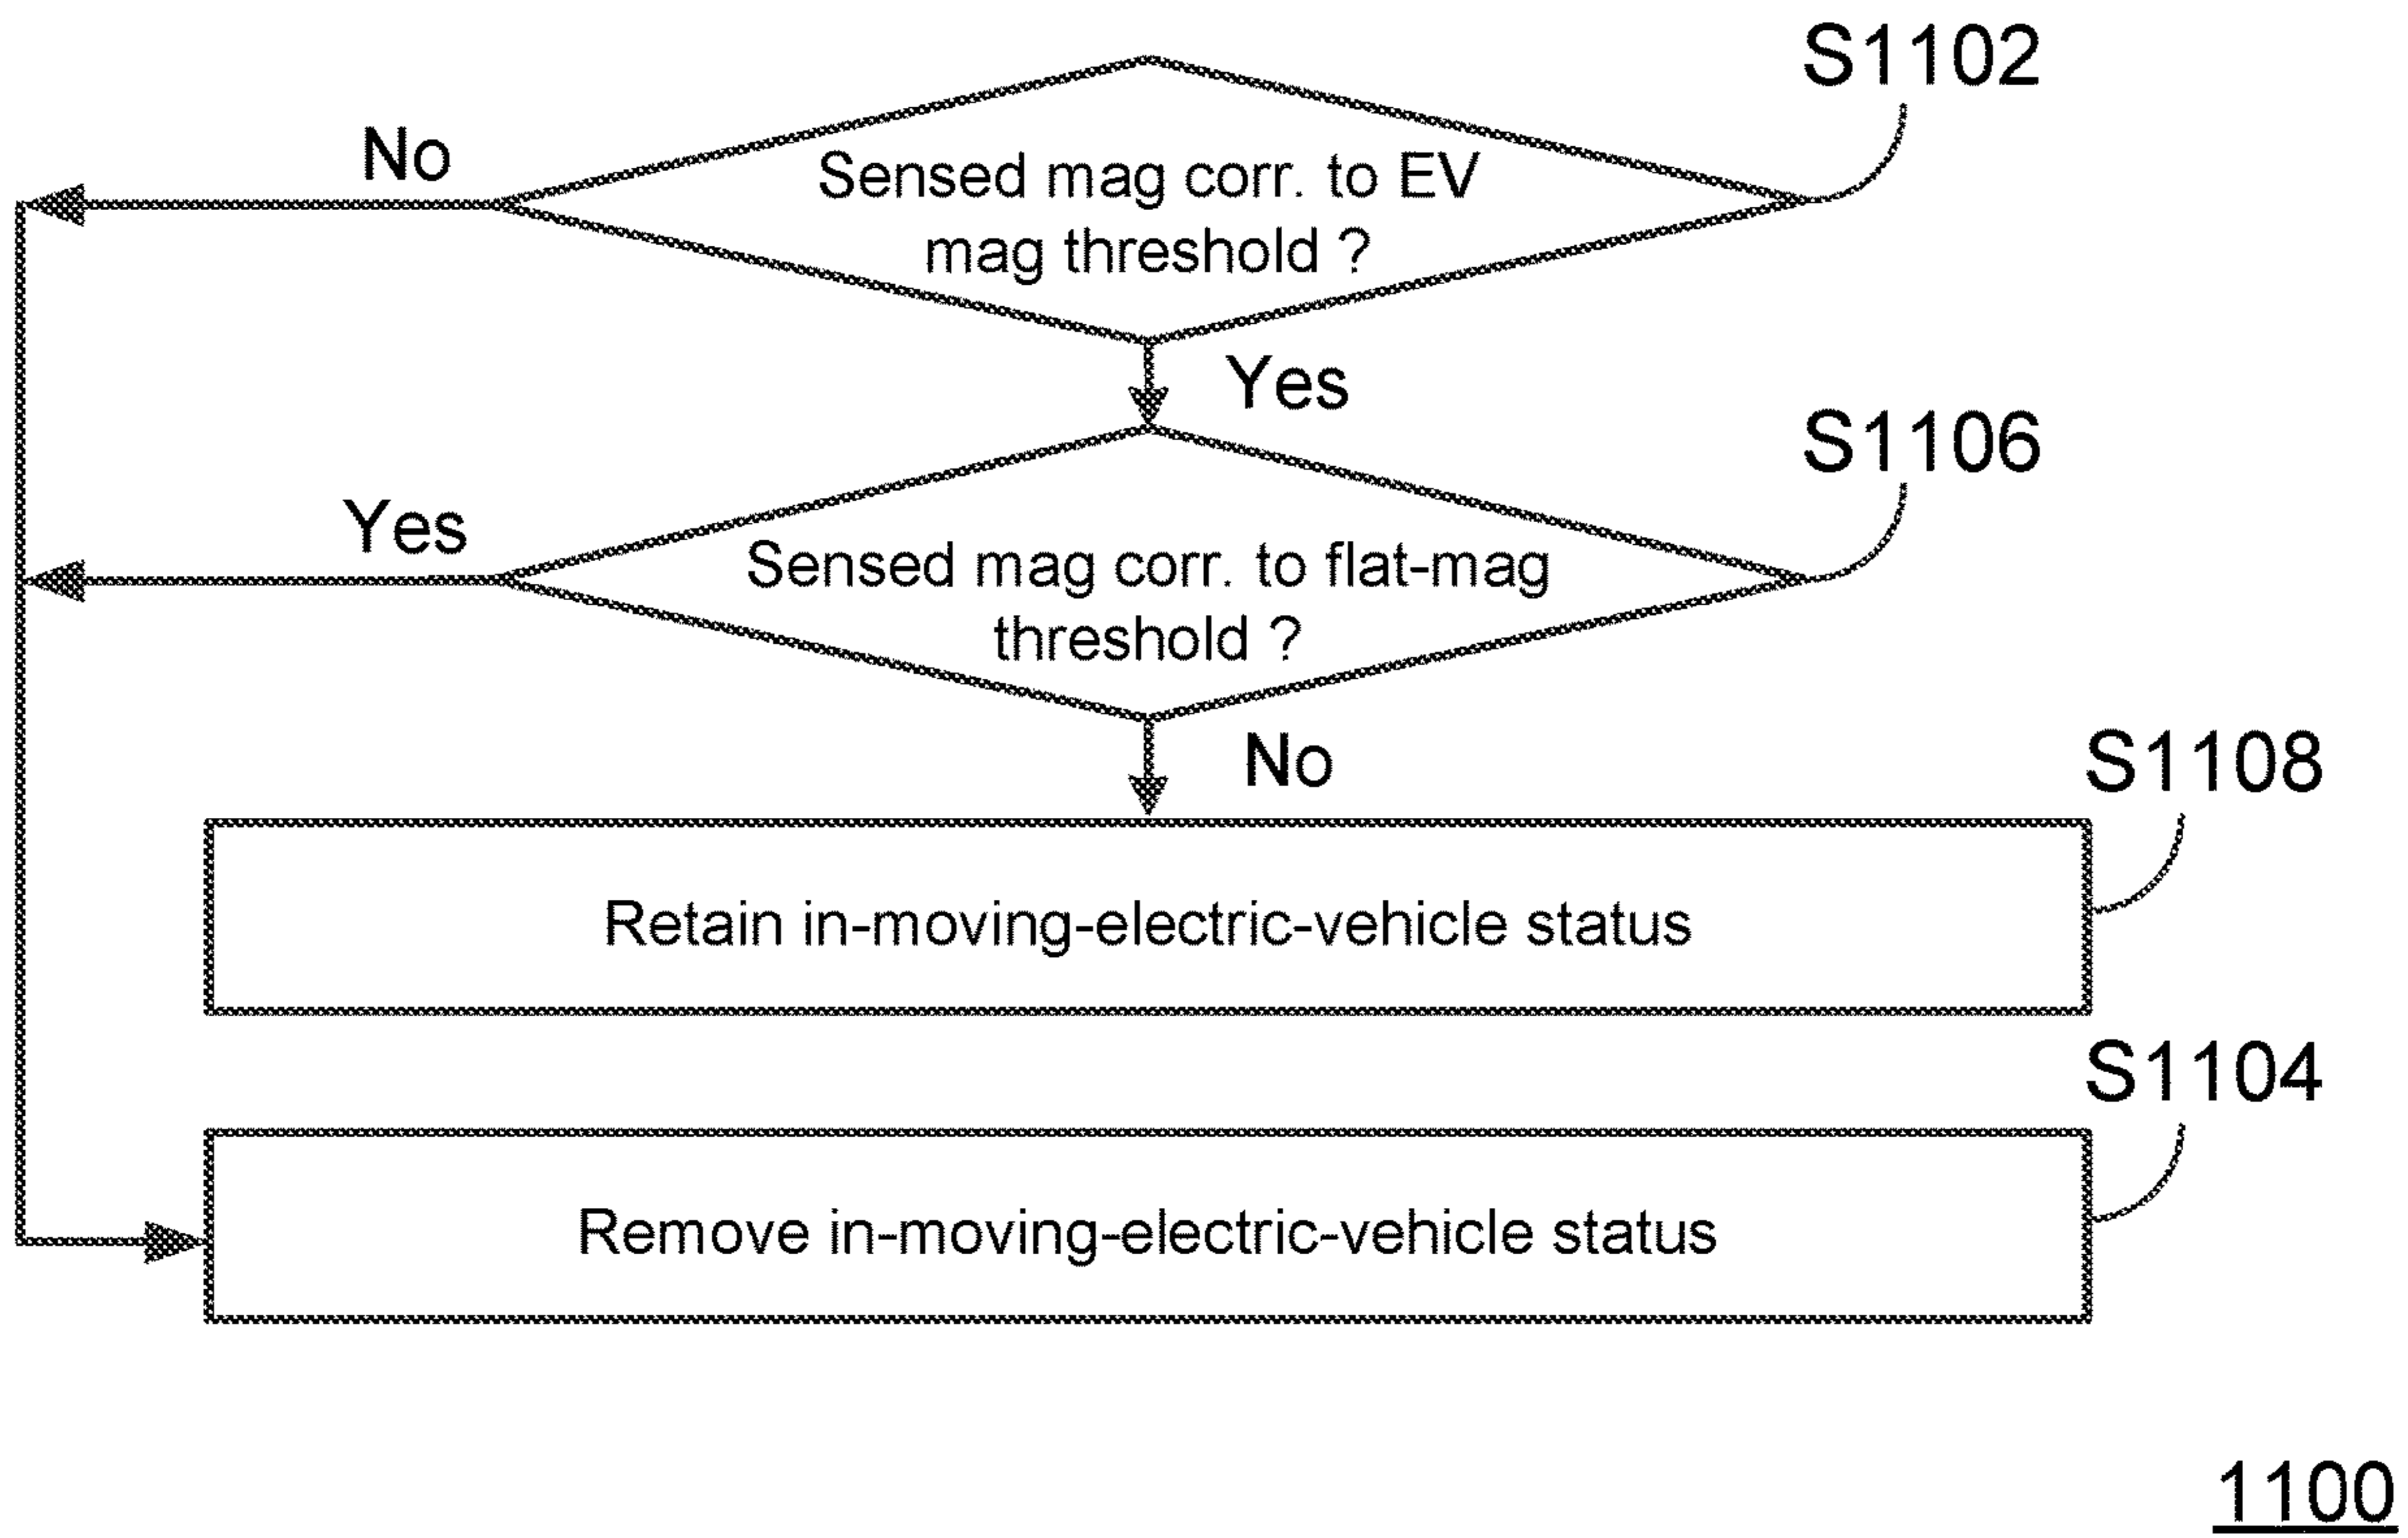 S1102
No
Sensed mag corr. to EV
mag threshold ?
Yes
S1106
Yes
Sensed mag corr. to flat-mag
threshold ?
No
S1108
Retain in-moving-electric-vehicle status
S1104
Remove in-moving-electric-vehicle status
1100